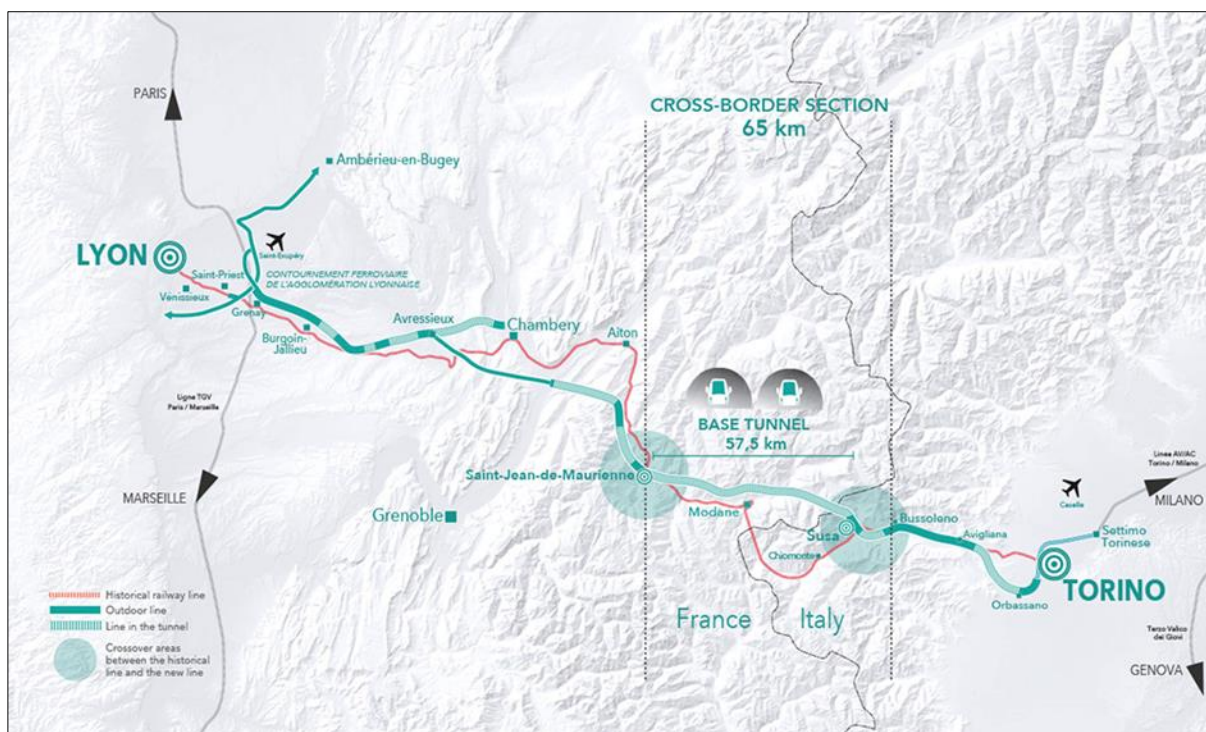 PARIS
CROSS-BORDER SECTION
65 km
Ambérieu-en-Bugey
LYON
Saint-Exupéry
Saint-Priest
CONTOURNEMENT FERROVIAIRE
DE L'AGGLOMÉRATION LYONNAISE
Vénissieux
Grenay
Avressieux
Chambery
Aiton
Burgoin-
Jallieu
Ligne TGV
Paris / Marseille
BASE TUNNEL
57,5 km
Saint-Jean-de-Maurienne
Linea AV/AC
Torino / Milano
MARSEILLE
MILANO
Caselle
Grenoble
Modane
Bussoleno
Susa
Avigliana
Settimo
Torinese
Chiomonte
TORINO
Orbassano
Historical railway line
Outdoor line
Line in the tunnel
France
Italy
Crossover areas
between the historical
line and the new line
Terzo Valico
dei Giovi
GENOVA